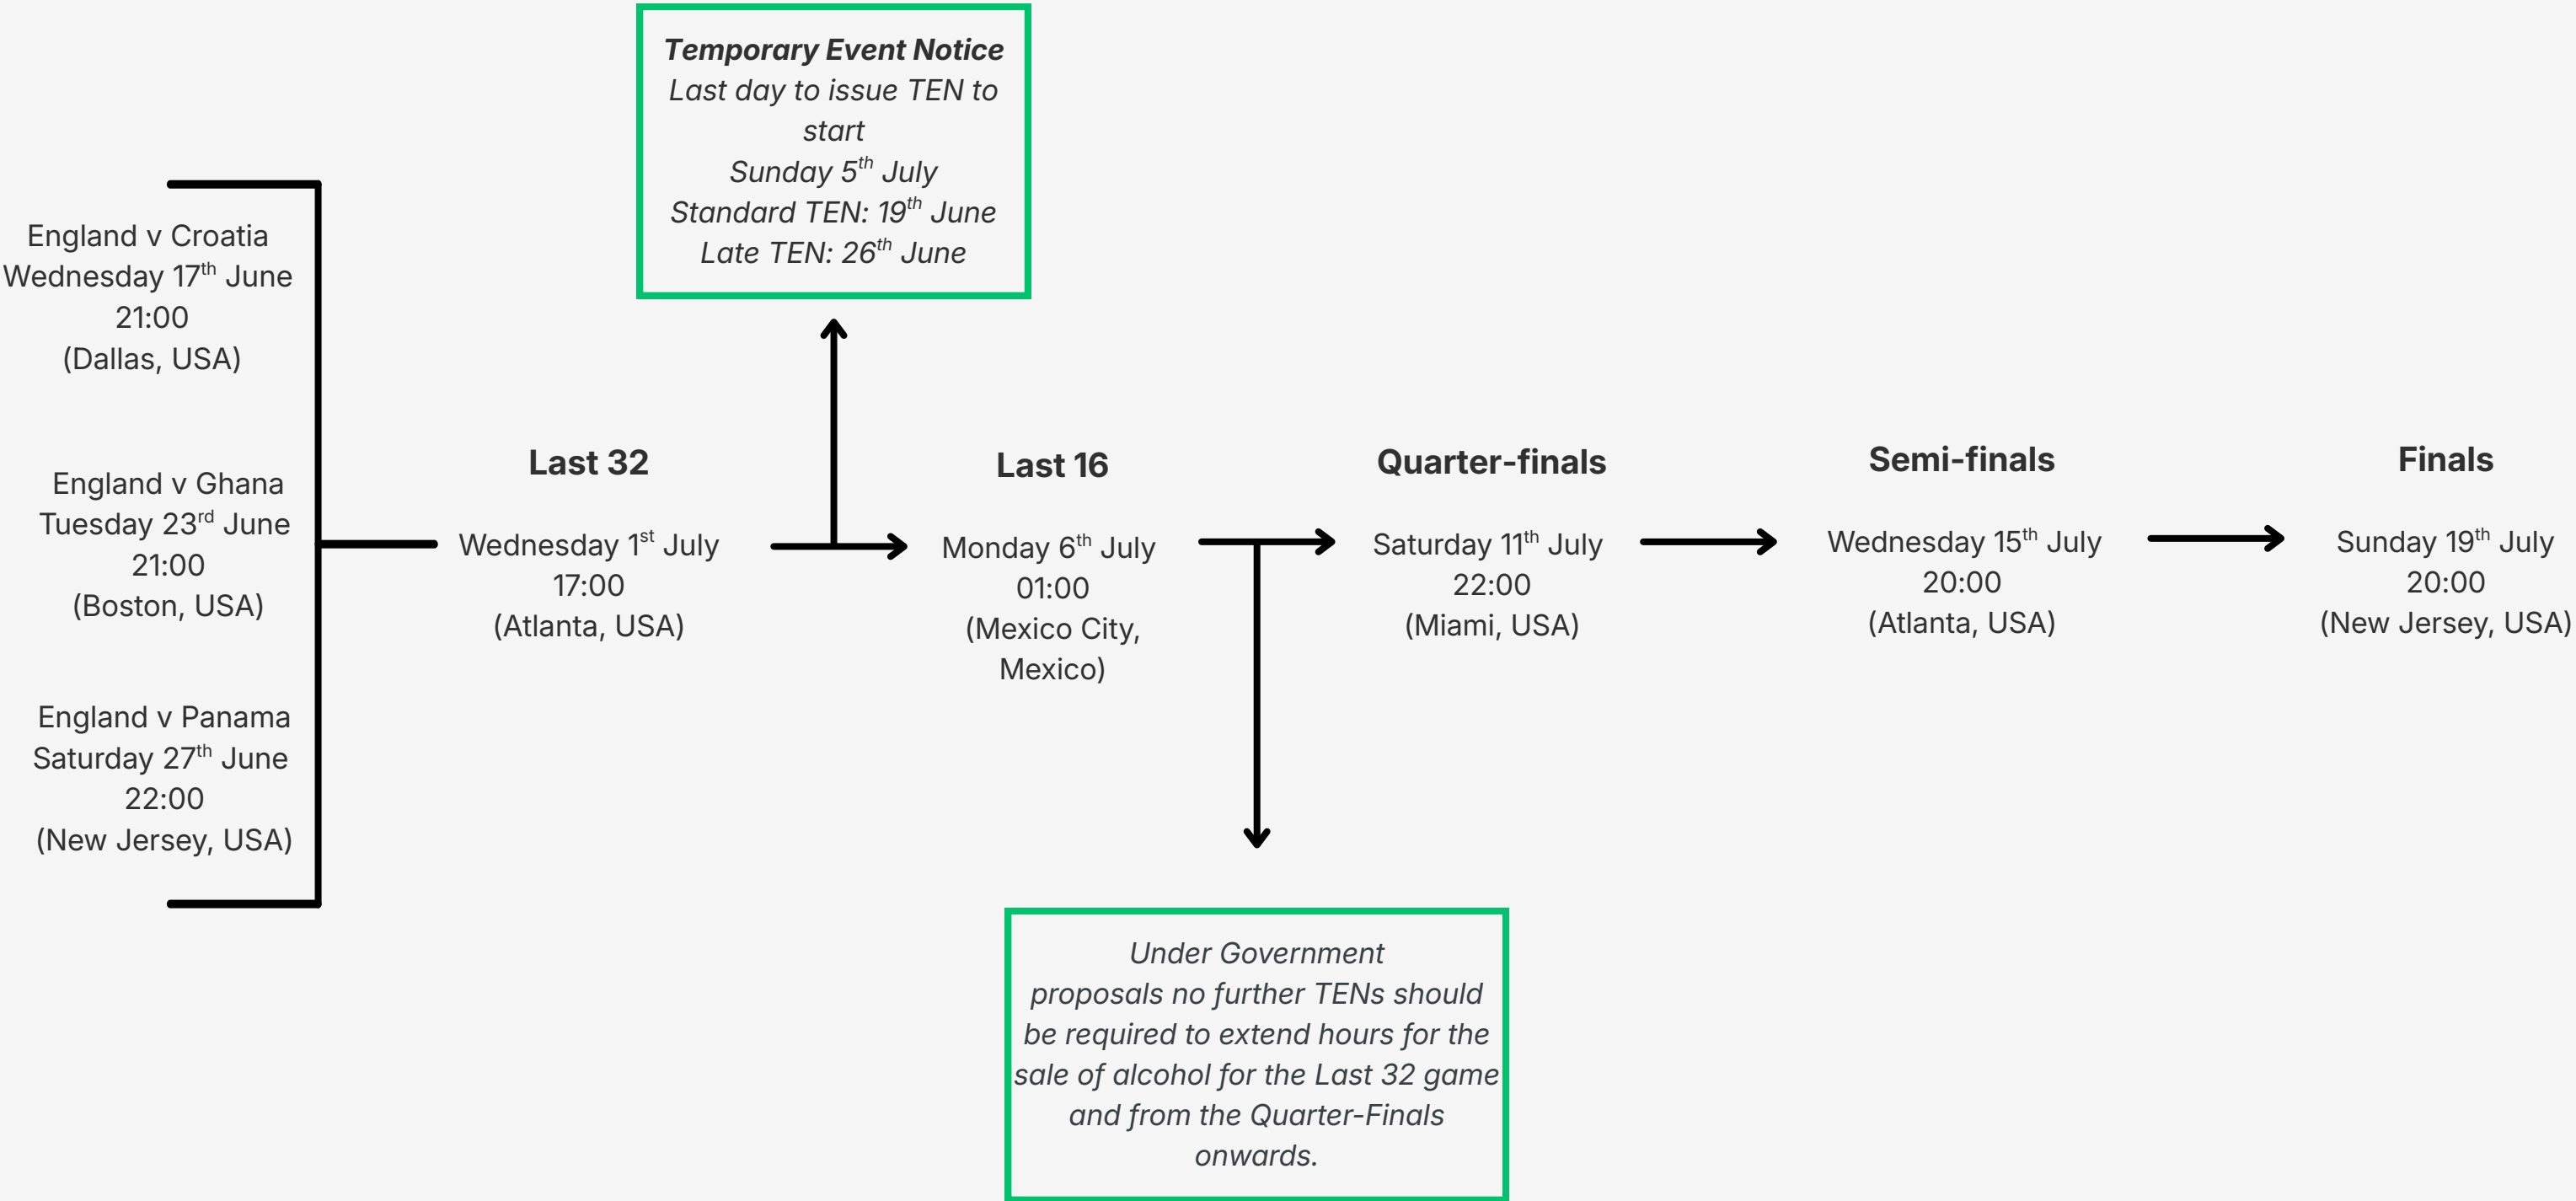 Temporary Event Notice
Last day to issue TEN to
start
Sunday 5th July
Standard TEN: 19th June
Late TEN: 26th June
England v Croatia
Wednesday 17th June
21:00
(Dallas, USA)
England v Ghana
Tuesday 23rd June
21:00
(Boston, USA)
England v Panama
Saturday 27th June
22:00
(New Jersey, USA)
Last 32
Wednesday 1st July
17:00
(Atlanta, USA)
Last 16
Monday 6th July
01:00
(Mexico City,
Mexico)
Quarter-finals
Saturday 11th July
22:00
(Miami, USA)
Semi-finals
Wednesday 15th July
20:00
(Atlanta, USA)
Finals
Sunday 19th July
20:00
(New Jersey, USA)
Under Government
proposals no further TENs should
be required to extend hours for the
sale of alcohol for the Last 32 game
and from the Quarter-Finals
onwards.